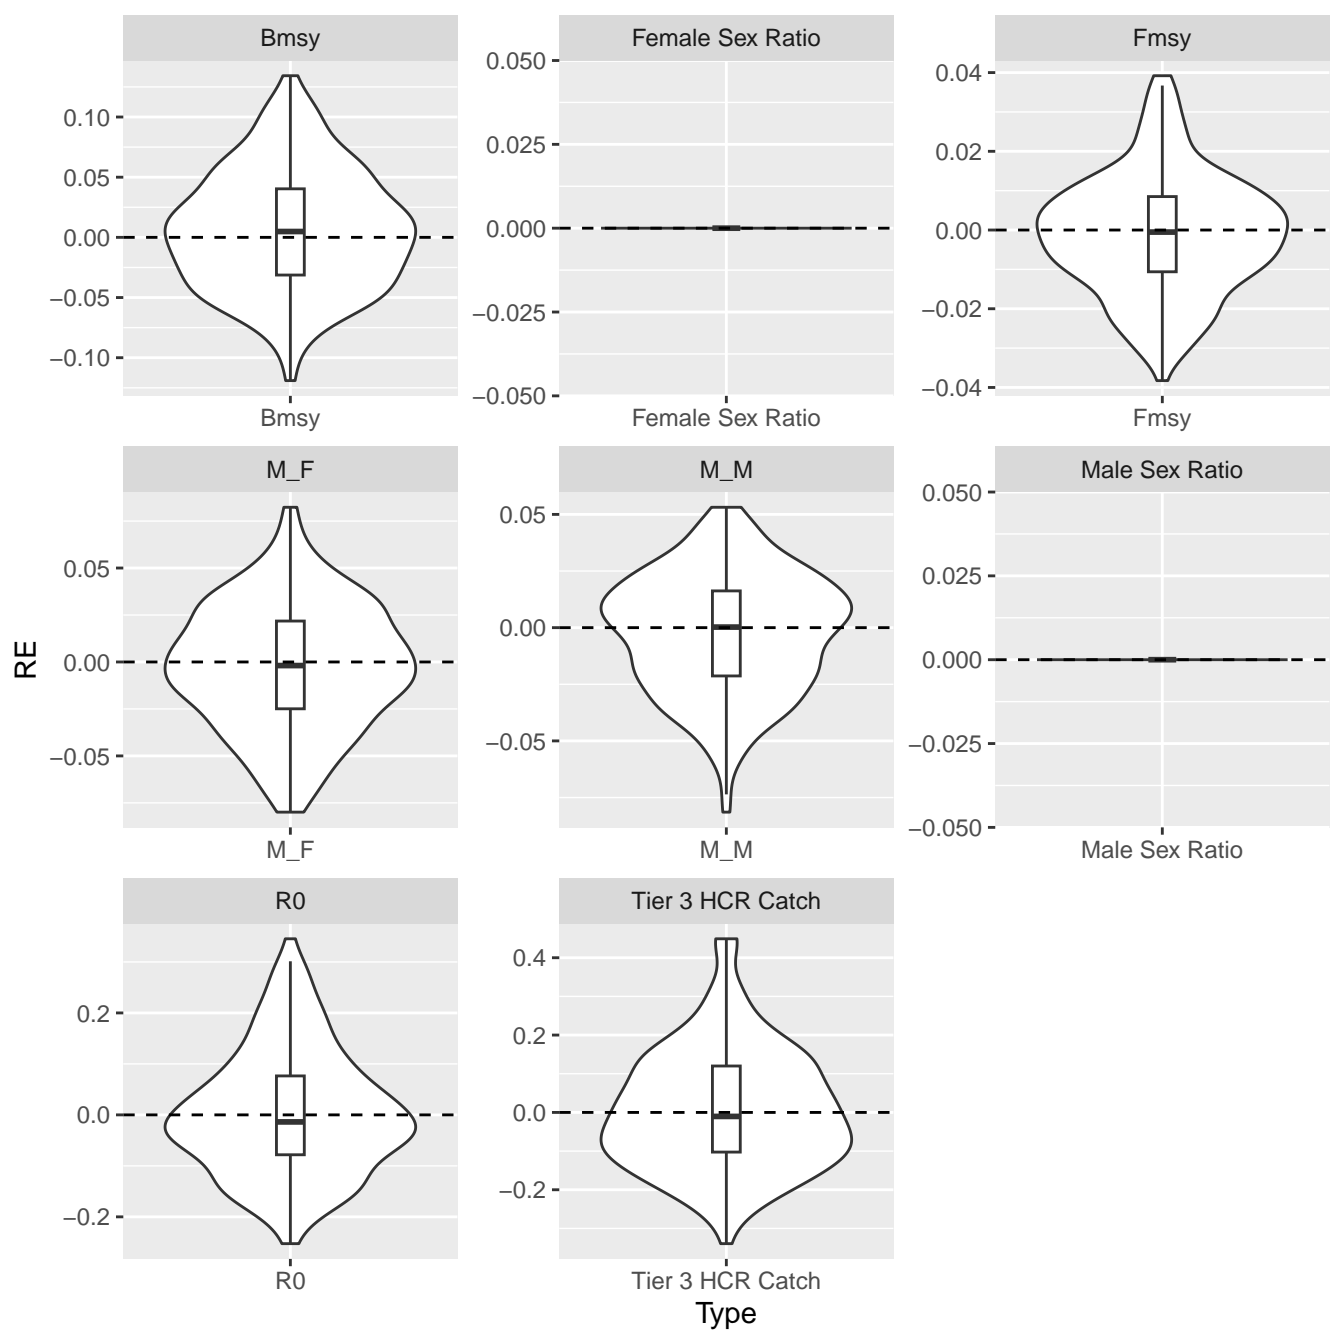 Bmsy
Female Sex Ratio
Fmsy
0.10
0.05
0.00
−0.05
−0.10
0.050
0.025
0.000
−0.025
−0.050
0.04
0.02
0.00
−0.02
−0.04
Bmsy
Female Sex Ratio
Fmsy
M_F
M_M
Male Sex Ratio
RE
0.05
0.00
−0.05
0.05
0.00
−0.05
0.050
0.025
0.000
−0.025
−0.050
M_F
M_M
Male Sex Ratio
R0
Tier 3 HCR Catch
0.2
0.0
−0.2
0.4
0.2
0.0
−0.2
R0
Tier 3 HCR Catch
Type